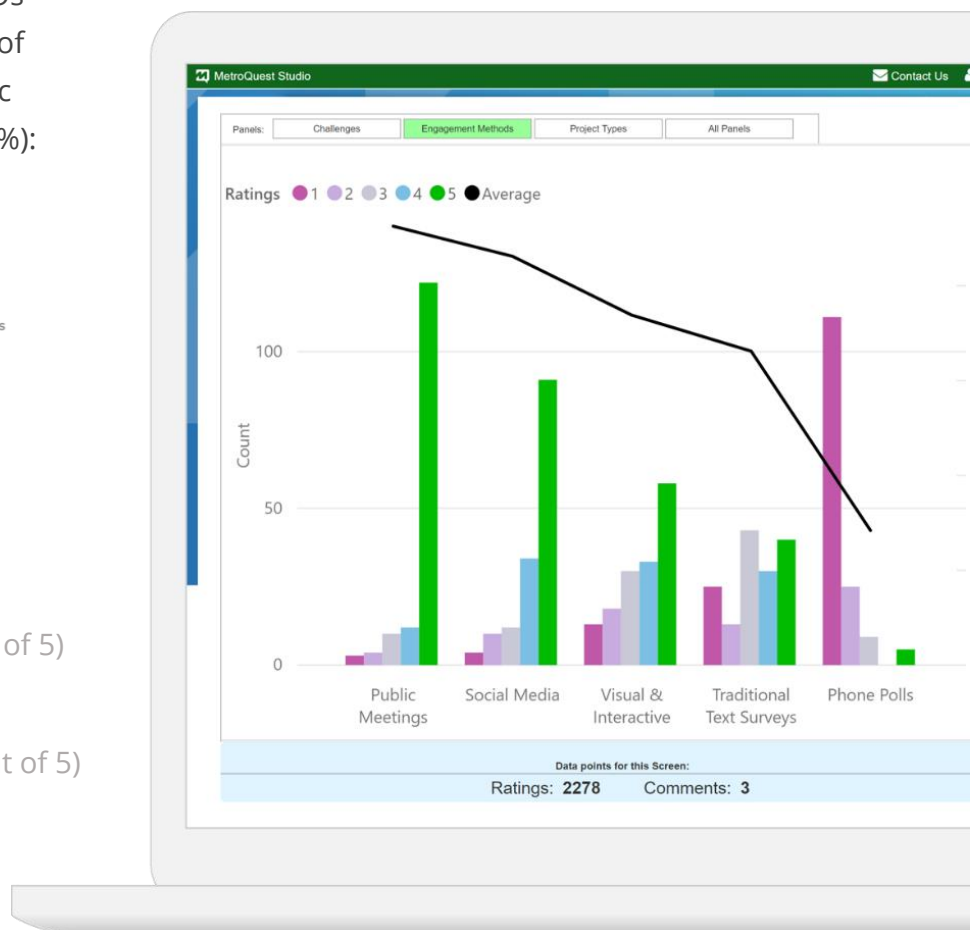 of
c
%):
s
of 5)
t of 5)
MetroQuest Studio
Contact Us
Panels: Challenges Engagement Methods Project Types All Panels
Ratings 1 2 3 4 5 Average
Count
100
50
0
Public Meetings
Social Media
Visual & Interactive
Traditional Text Surveys
Phone Polls
Data points for this Screen:
Ratings: 2278 Comments: 3